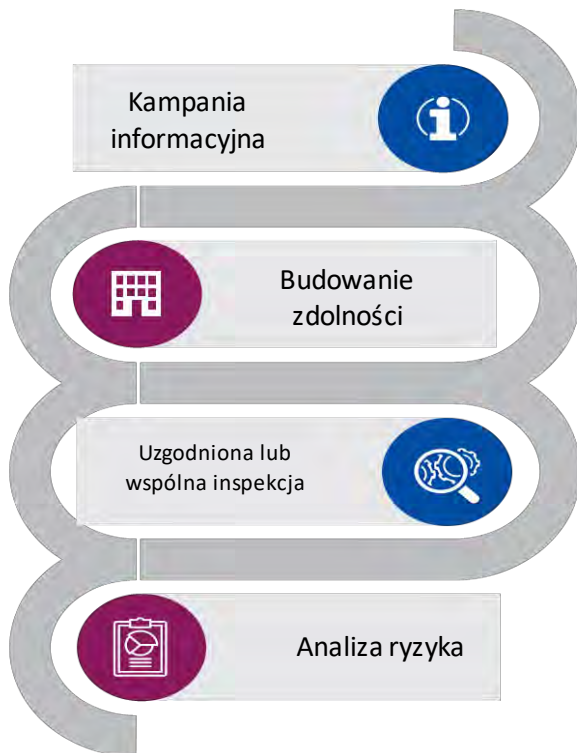 Kampania
informacyjna
Budowanie
zdolności
Uzgodniona lub
wspólna inspekcja
Analiza ryzyka